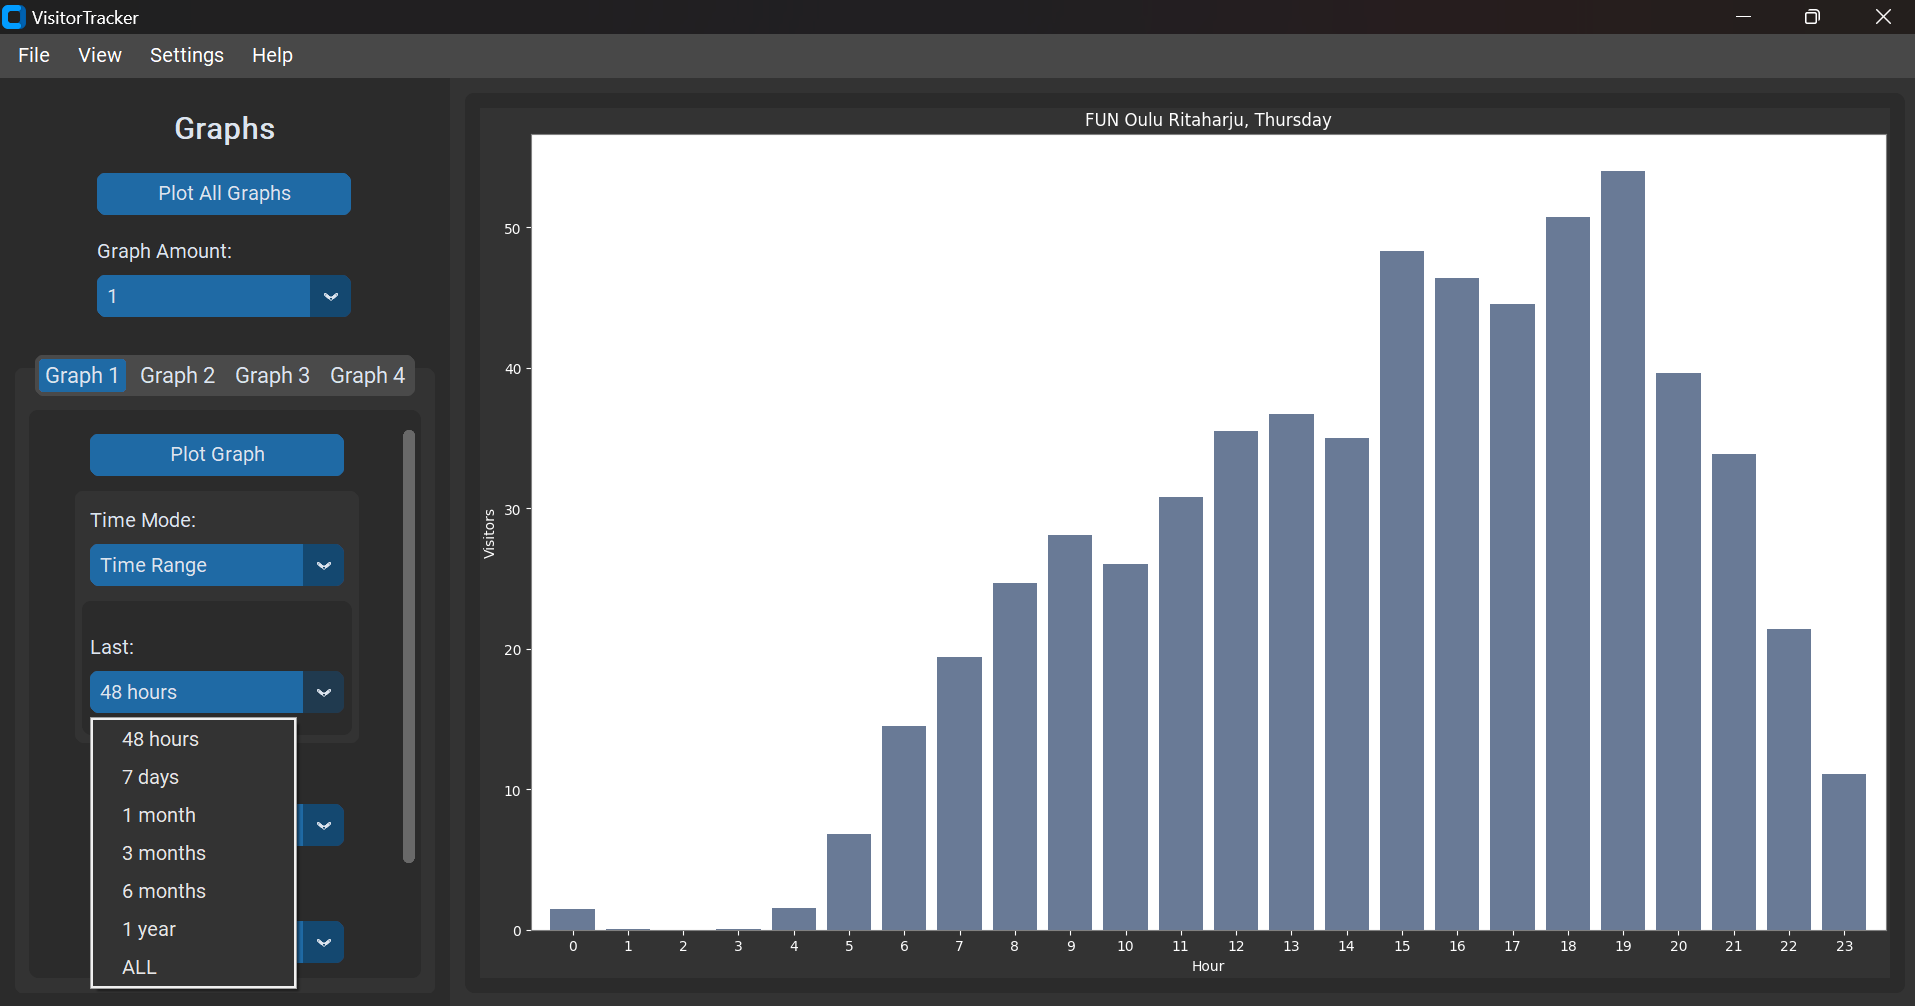 VisitorTracker
File View Settings Help
Graphs
Plot All Graphs
Graph Amount:
1
Graph 1 Graph 2 Graph 3 Graph 4
Plot Graph
Time Mode:
Time Range
Last:
48 hours
48 hours
7 days
1 month
3 months
6 months
1 year
ALL
FUN Oulu Ritaharju, Thursday
Visitors
50
40
30
20
10
0
0 1 2 3 4 5 6 7 8 9 10 11 12 13 14 15 16 17 18 19 20 21 22 23
Hour